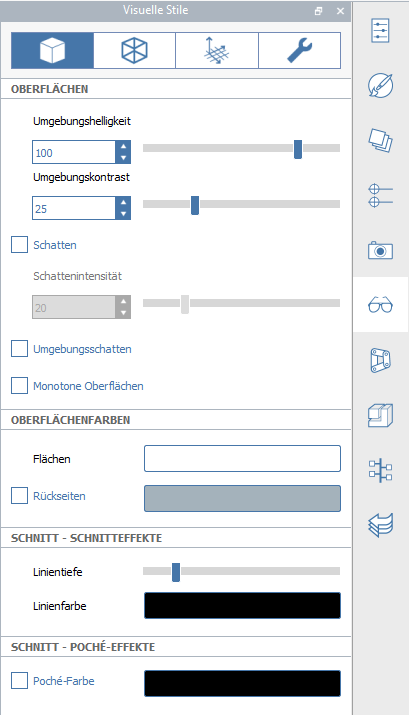 Visuelle Stile
OBERFLÄCHEN
Umgebungshelligkeit
100
Umgebungskontrast
25
Schatten
Schattenintensität
20
Umgebungsschatten
Monotone Oberflächen
OBERFLÄCHENFARBEN
Flächen
Rückseiten
SCHNITT - SCHNITTEFFEKTE
Linientiefe
Linienfarbe
SCHNITT - POCHÉ-EFFEKTE
Poché-Farbe